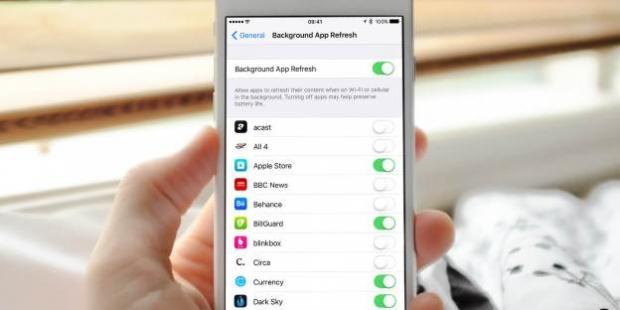 09:41 100%
General Background App Refresh
Background App Refresh
Allow apps to refresh their content when on Wi-Fi or cellular
in the background. Turning off apps may help preserve
battery life.
acast
All 4
Apple Store
BBC News
Behance
BillGuard
blinkbox
C. Circa
Currency
Dark Sky